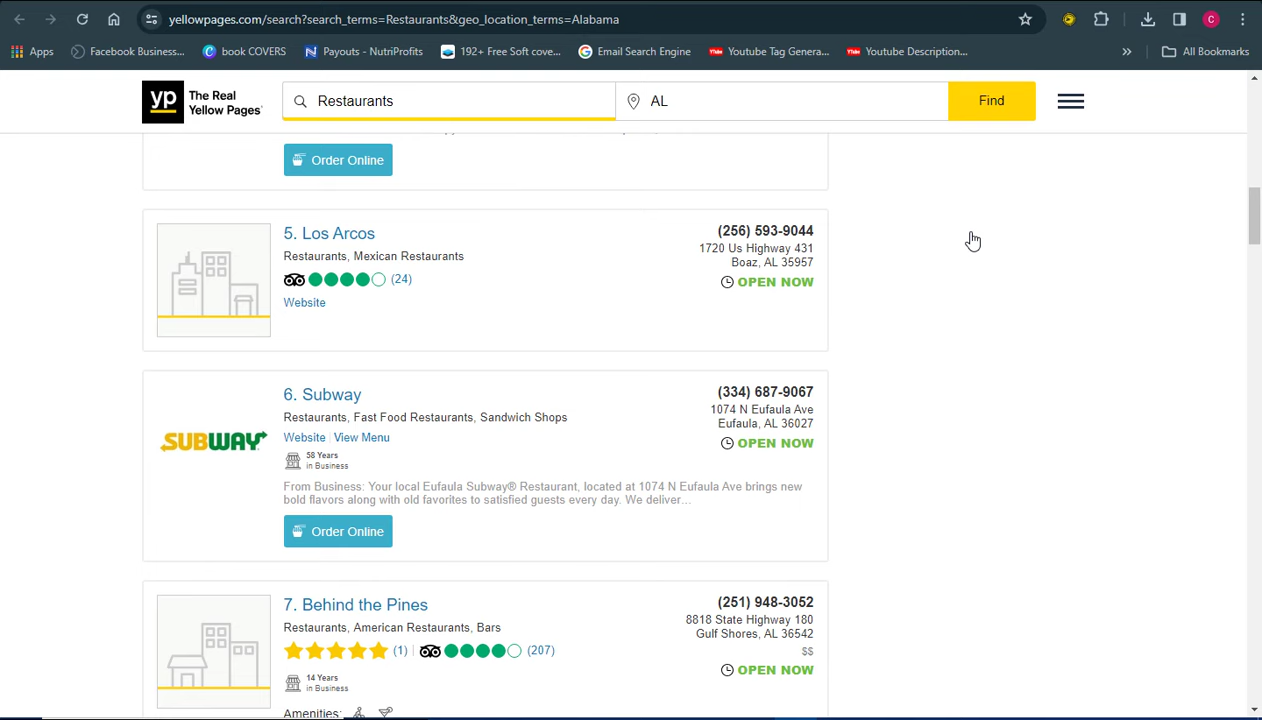 yellowpages.com/search?search_terms=Restaurants&geo_location_terms=Alabama
C
Apps
Facebook Business...
book COVERS
Payouts - NutriProfits
192+ Free Soft cove...
Email Search Engine
Youtube Tag Genera...
Youtube Description...
»
All Bookmarks
yp The Real Yellow Pages
Restaurants
AL
Find
Order Online
5. Los Arcos
(256) 593-9044
Restaurants, Mexican Restaurants
1720 Us Highway 431
Boaz, AL 35957
(24)
OPEN NOW
Website
6. Subway
(334) 687-9067
SUBWAY
Restaurants, Fast Food Restaurants, Sandwich Shops
1074 N Eufaula Ave
Eufaula, AL 36027
Website | View Menu
OPEN NOW
58 Years
in Business
From Business: Your local Eufaula Subway® Restaurant, located at 1074 N Eufaula Ave brings new
bold flavors along with old favorites to satisfied guests every day. We deliver...
Order Online
7. Behind the Pines
(251) 948-3052
Restaurants, American Restaurants, Bars
8818 State Highway 180
Gulf Shores, AL 36542
(1) | (207)
$$
OPEN NOW
14 Years
in Business
Amenities: